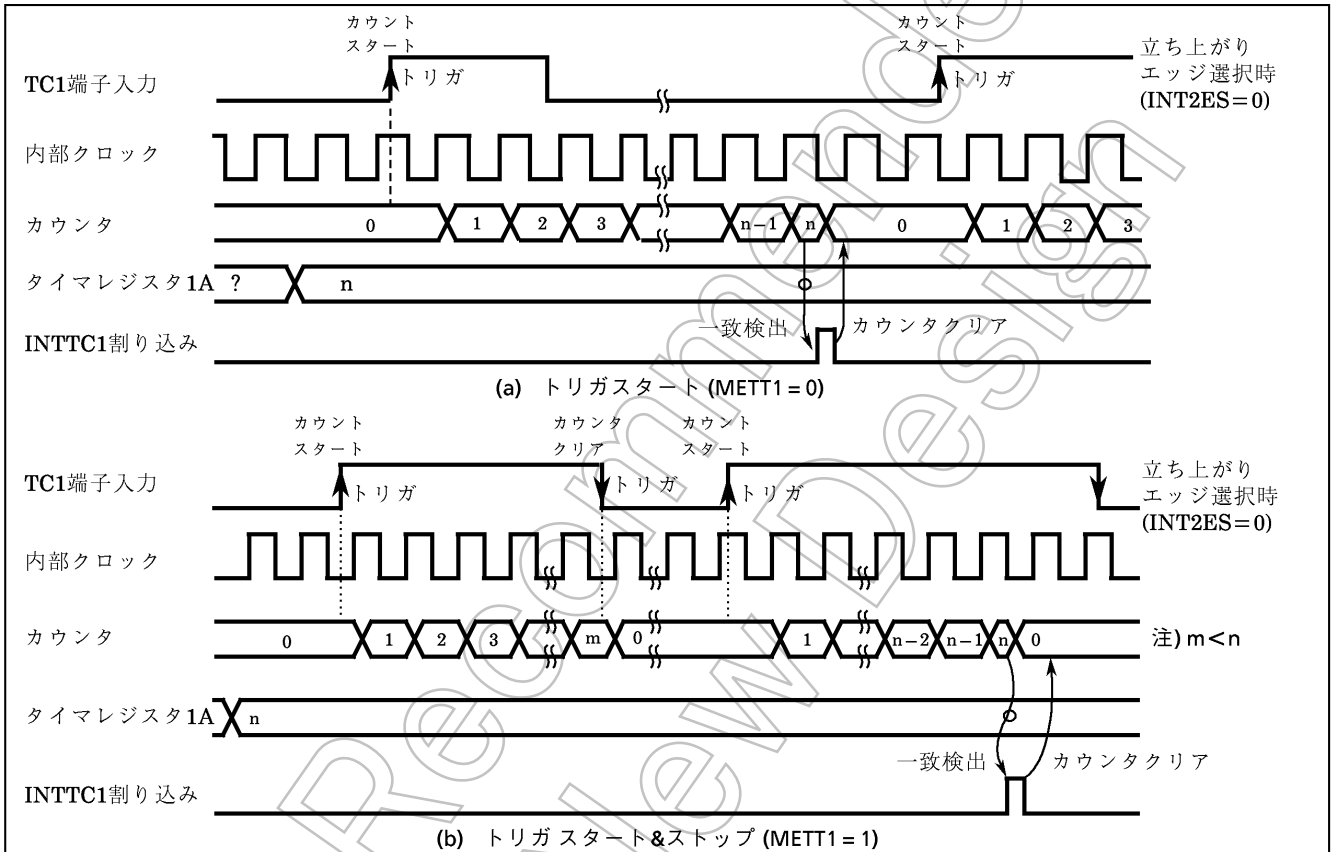 カウント
スタート
カウント
スタート
TC1端子入力
トリガ
トリガ
立ち上がり
エッジ選択時
(INT2ES=0)
内部クロック
カウンタ
0
1
2
3
n-1
n
0
1
2
3
タイマレジスタ1A
?
n
INTTC1割り込み
一致検出
カウンタクリア
(a) トリガスタート (METT1 = 0)
カウント
スタート
カウンタ
クリア
カウント
スタート
TC1端子入力
トリガ
トリガ
トリガ
立ち上がり
エッジ選択時
(INT2ES=0)
内部クロック
カウンタ
0
1
2
3
m
0
1
n-2
n-1
n
0
注) m<n
タイマレジスタ1A
n
一致検出
カウンタクリア
INTTC1割り込み
(b) トリガ スタート&ストップ (METT1 = 1)
Recommende
ew Design